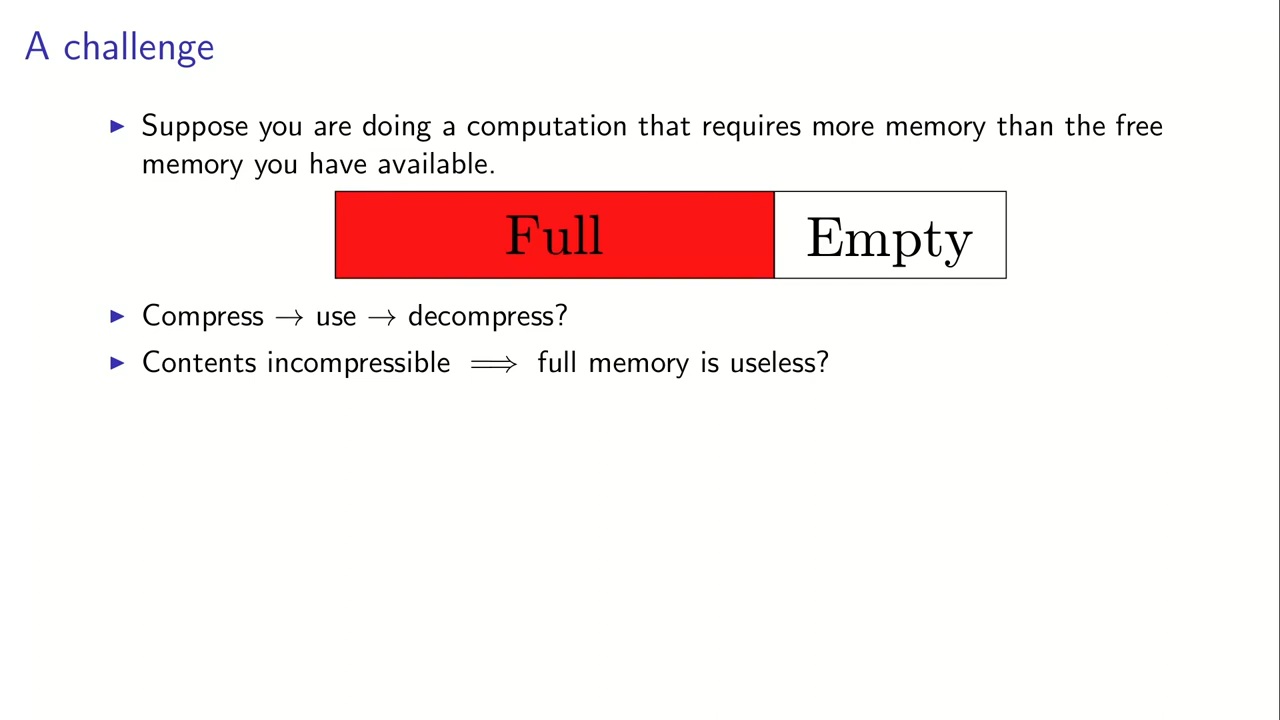 A challenge
▶ Suppose you are doing a computation that requires more memory than the free
memory you have available.
Full Empty
▶ Compress → use → decompress?
▶ Contents incompressible ⟹ full memory is useless?